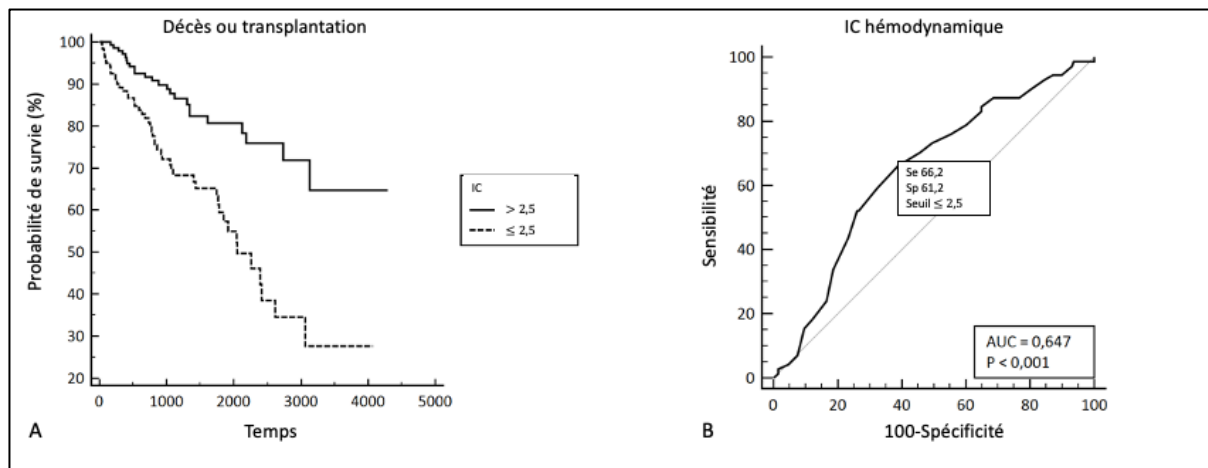 Décès ou transplantation
100
90
80
70
60
50
40
30
20
0 1000 2000 3000 4000 5000
Probabilité de survie (%)
Temps
IC
> 2,5
≤ 2,5
A
IC hémodynamique
100
80
60
40
20
0
0 20 40 60 80 100
Sensibilité
100-Spécificité
Se 66,2
Sp 61,2
Seuil ≤ 2,5
AUC = 0,647
P < 0,001
B